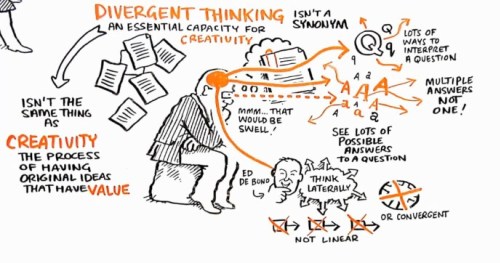 DIVERGENT THINKING
AN ESSENTIAL CAPACITY FOR
CREATIVITY
ISN'T A
SYNONYM
ISN'T THE
SAME THING
AS
CREATIVITY
THE PROCESS
OF HAVING
ORIGINAL IDEAS
THAT HAVE VALUE
MMM... THAT
WOULD BE
SWELL!
Q
Q
Q
q
q
LOTS OF
WAYS TO
INTERPRET
A QUESTION
A
A
a
A
A
A
A
a
a
A
MULTIPLE
ANSWERS
NOT
ONE!
SEE LOTS OF
POSSIBLE
ANSWERS
TO A QUESTION
ED
DE BONO
THINK
LATERALLY
OR CONVERGENT
NOT LINEAR